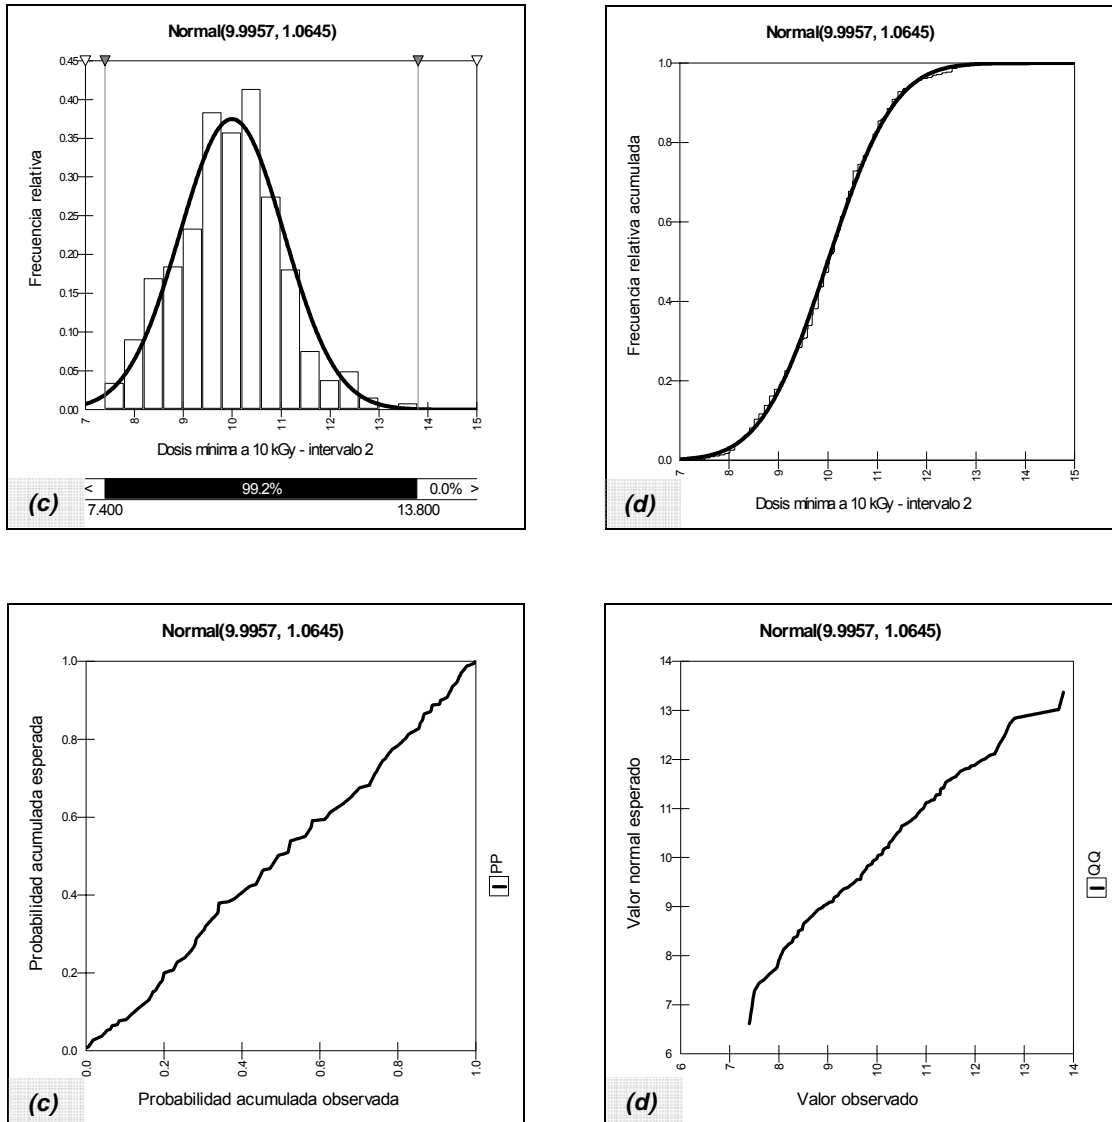 Normal(9.9957, 1.0645)
0.45
0.40
0.35
0.30
0.25
0.20
0.15
0.10
0.05
0.00
Frecuencia relativa
7 8 9 10 11 12 13 14 15
Dosis mínima a 10 kGy - intervalo 2
(c)
< 99.2% 0.0% >
7.400 13.800
Normal(9.9957, 1.0645)
1.0
0.8
0.6
0.4
0.2
0.0
Frecuencia relativa acumulada
7 8 9 10 11 12 13 14 15
Dosis mínima a 10 kGy - intervalo 2
(d)
Normal(9.9957, 1.0645)
1.0
0.8
0.6
0.4
0.2
0.0
Probabilidad acumulada esperada
0.0 0.2 0.4 0.6 0.8 1.0
Probabilidad acumulada observada
PP
(c)
Normal(9.9957, 1.0645)
14
13
12
11
10
9
8
7
6
Valor normal esperado
6 7 8 9 10 11 12 13 14
Valor observado
QQ
(d)